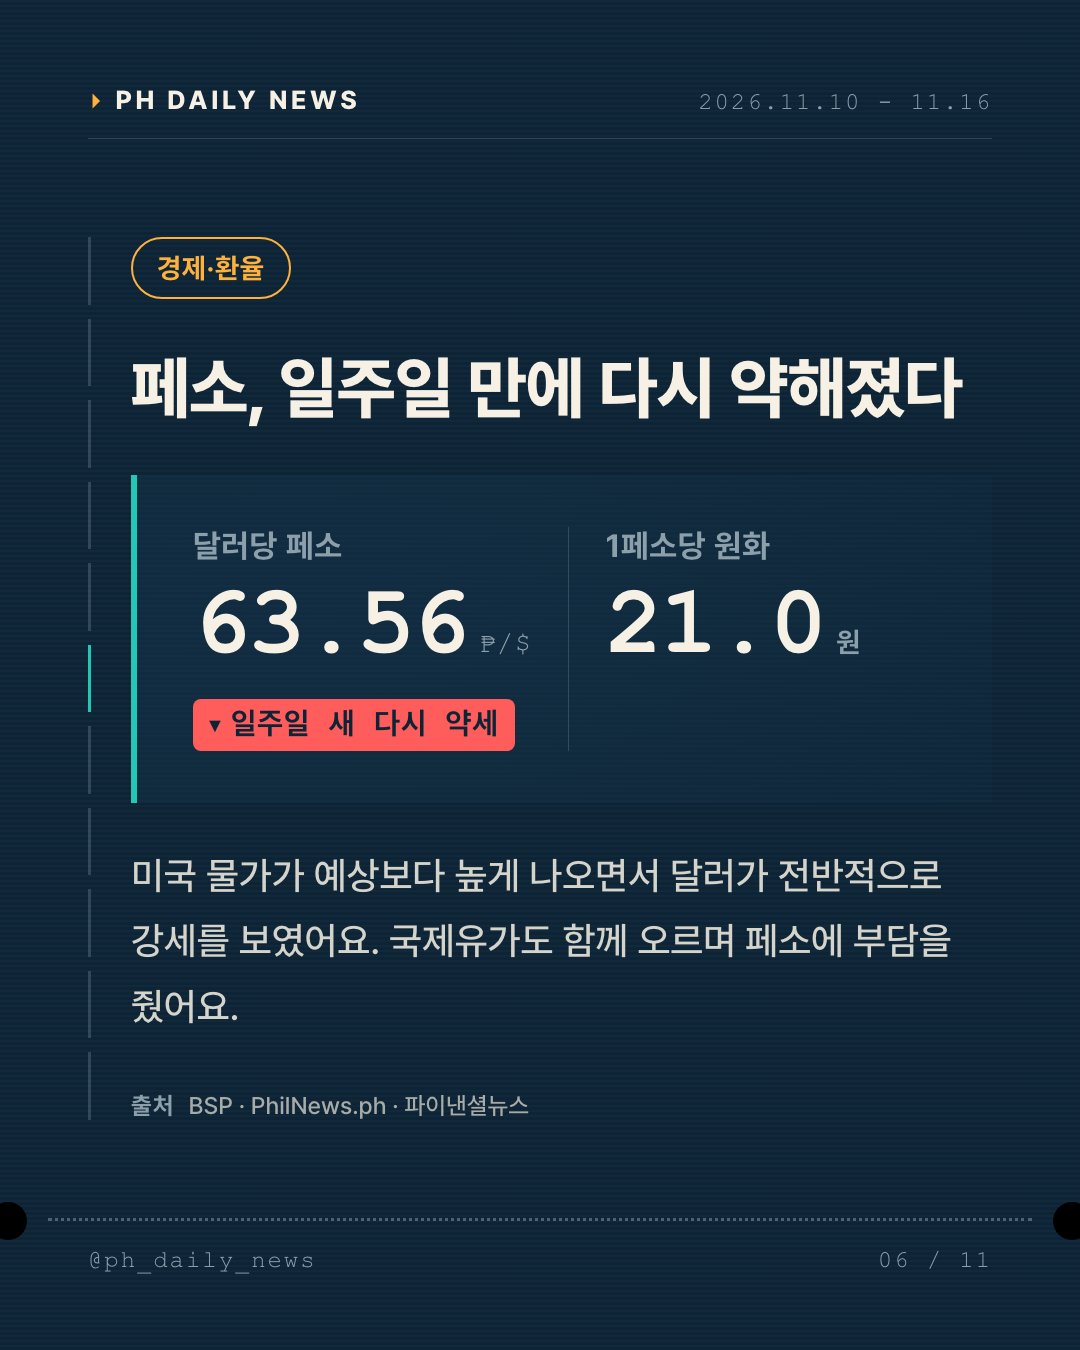 PH DAILY NEWS
2026.11.10 - 11.16
경제·환율
페소, 일주일 만에 다시 약해졌다
달러당 페소
63.56 ₱/$
▼ 일주일 새 다시 약세
1페소당 원화
21.0 원
미국 물가가 예상보다 높게 나오면서 달러가 전반적으로
강세를 보였어요. 국제유가도 함께 오르며 페소에 부담을
줬어요.
출처 BSP · PhilNews.ph · 파이낸셜뉴스
@ph_daily_news
06 / 11